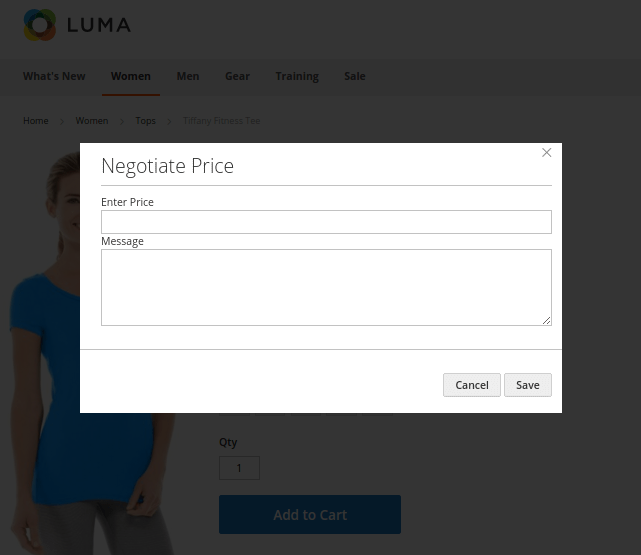 LUMA
What's New Women Men Gear Training Sale
Home > Women > Tops > Tiffany Fitness Tee
Negotiate Price
Enter Price
Message
Cancel Save
Qty
1
Add to Cart